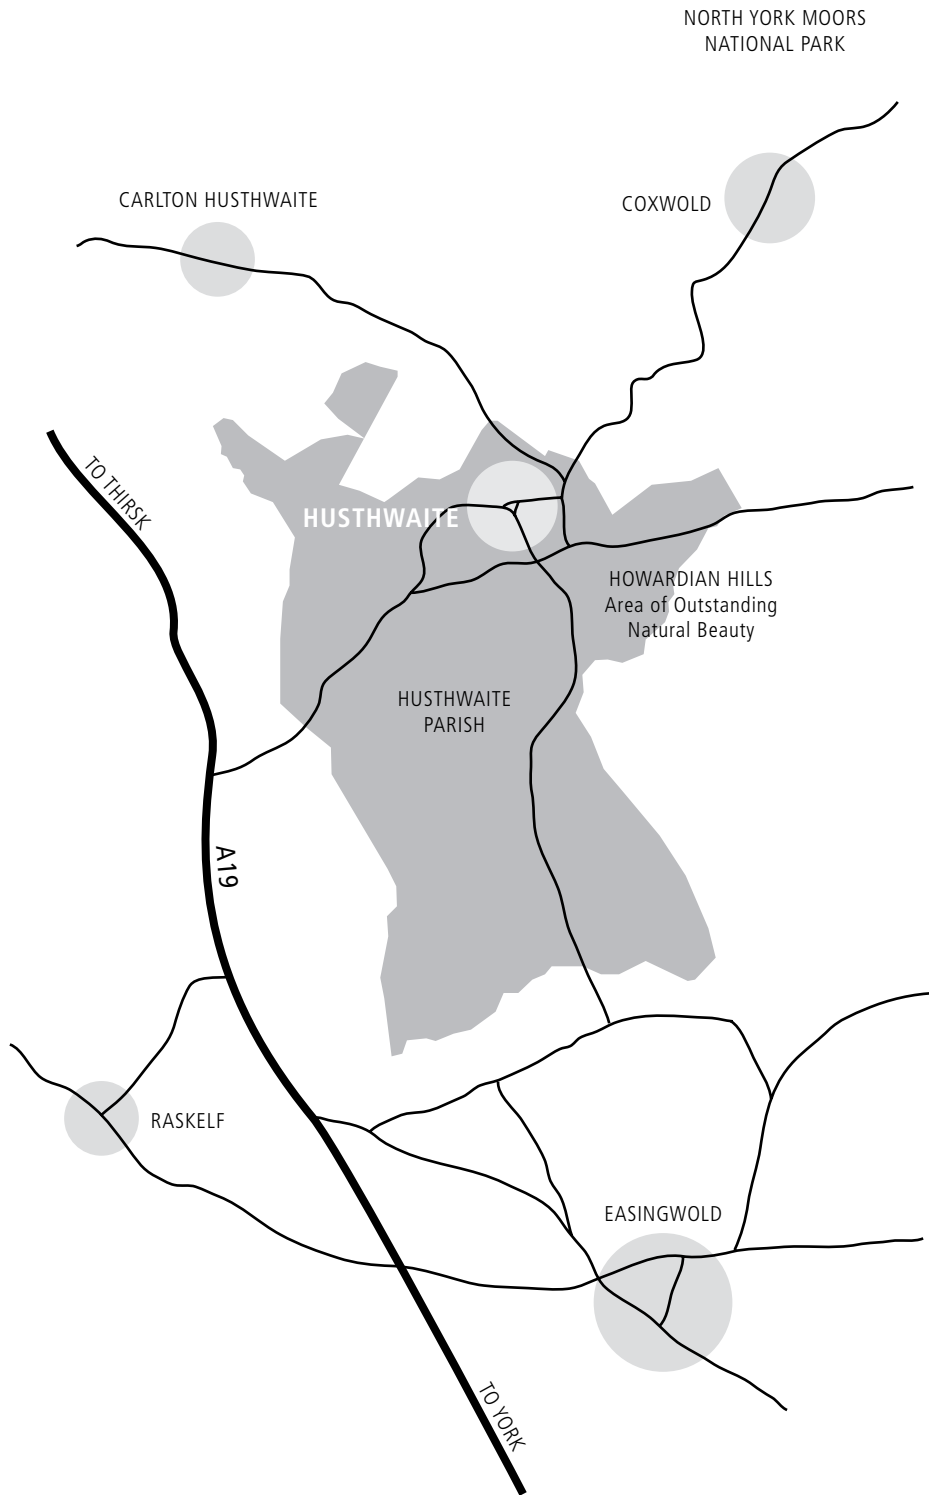 NORTH YORK MOORS
NATIONAL PARK
CARLTON HUSTHWAITE
COXWOLD
TO THIRSK
HUSTHWAITE
HOWARDIAN HILLS
Area of Outstanding
Natural Beauty
HUSTHWAITE
PARISH
A19
RASKELF
EASINGWOLD
TO YORK